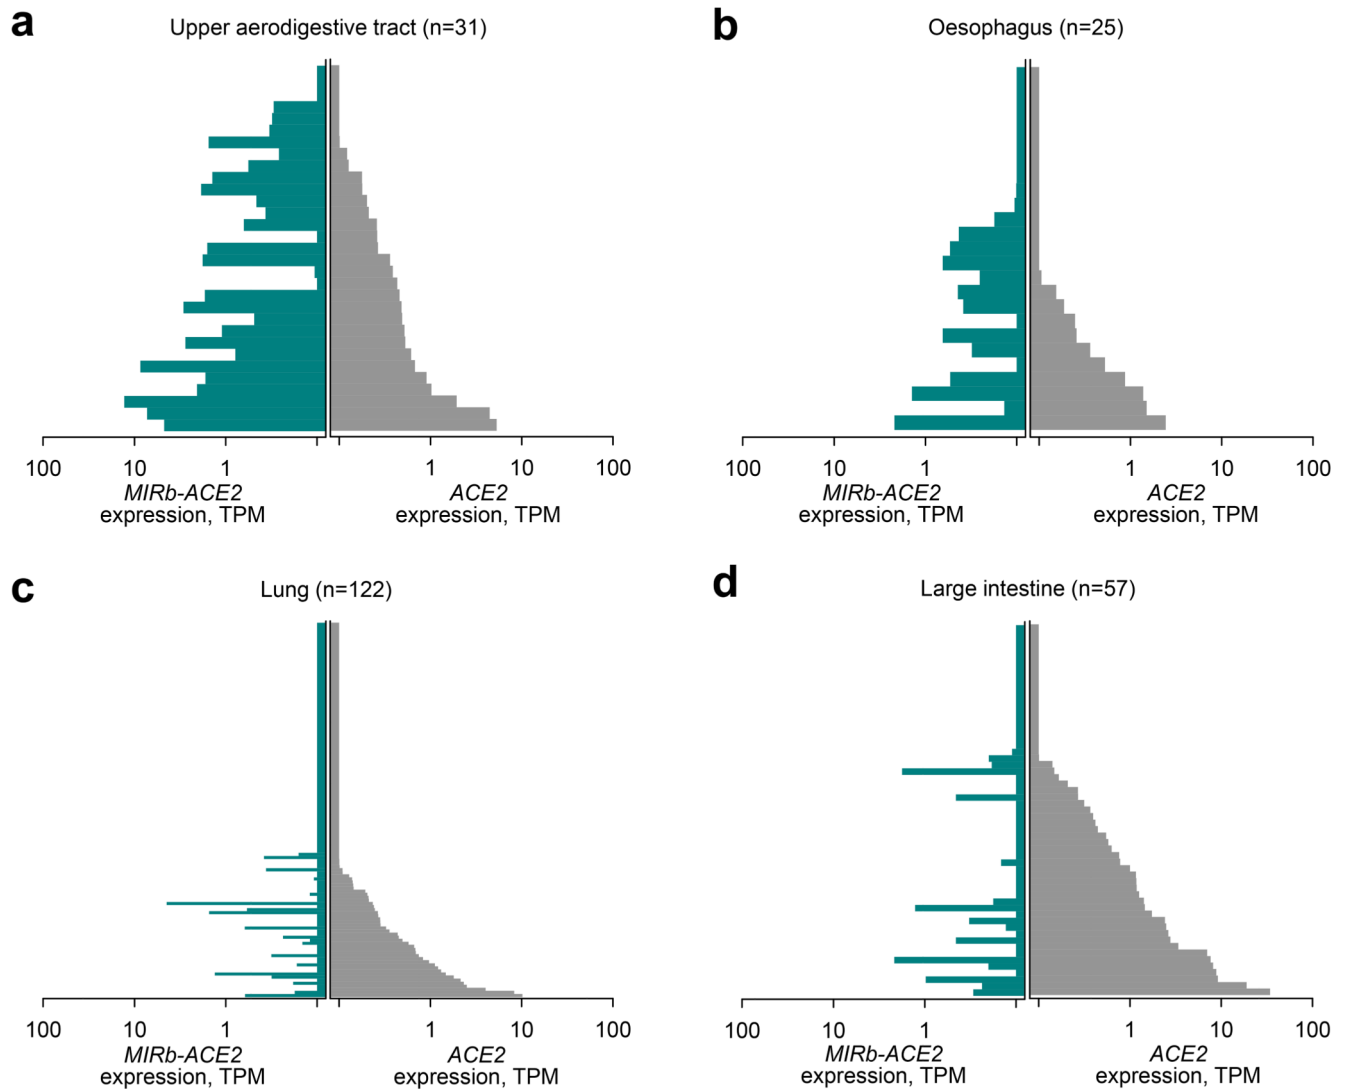 a
Upper aerodigestive tract (n=31)
100 10 1 1 10 100
MIRb-ACE2 ACE2
expression, TPM expression, TPM
b
Oesophagus (n=25)
100 10 1 1 10 100
MIRb-ACE2 ACE2
expression, TPM expression, TPM
c
Lung (n=122)
100 10 1 1 10 100
MIRb-ACE2 ACE2
expression, TPM expression, TPM
d
Large intestine (n=57)
100 10 1 1 10 100
MIRb-ACE2 ACE2
expression, TPM expression, TPM